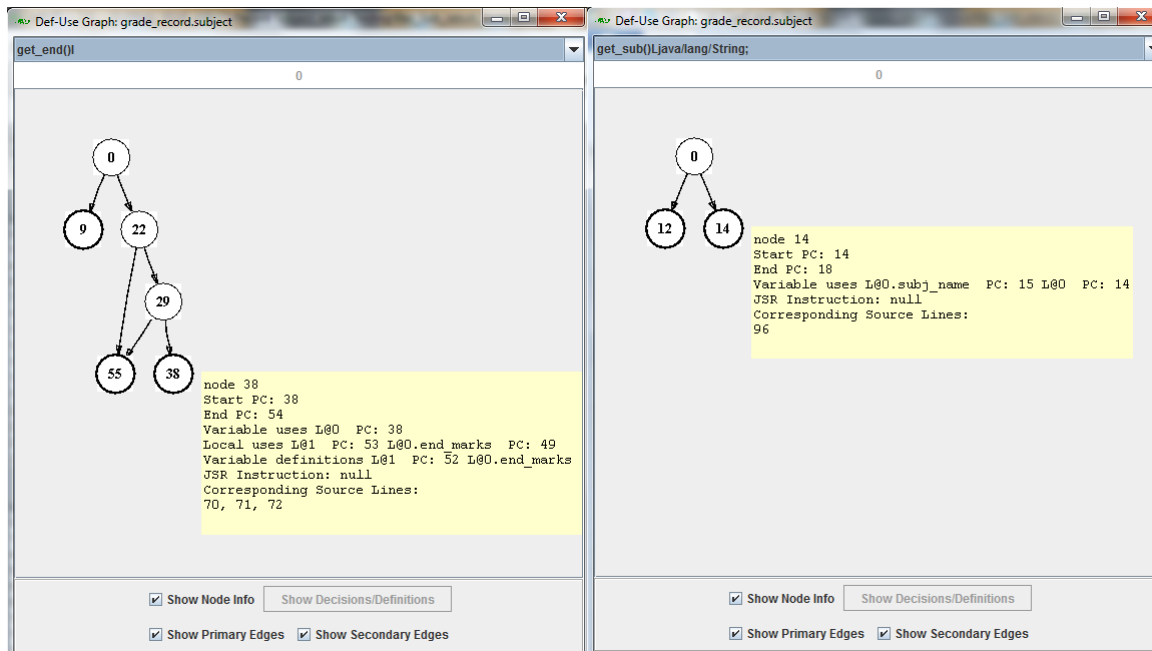 Def-Use Graph: grade_record.subject
get_end()I
0
0
9
22
29
55
38
node 38
Start PC: 38
End PC: 54
Variable uses L@0  PC: 38
Local uses L@1  PC: 53 L@0.end_marks  PC: 49
Variable definitions L@1  PC: 52 L@0.end_marks
JSR Instruction: null
Corresponding Source Lines:
70, 71, 72
Show Node Info
Show Decisions/Definitions
Show Primary Edges
Show Secondary Edges
Def-Use Graph: grade_record.subject
get_sub()Ljava/lang/String;
0
0
12
14
node 14
Start PC: 14
End PC: 18
Variable uses L@0.subj_name  PC: 15 L@0  PC: 14
JSR Instruction: null
Corresponding Source Lines:
96
Show Node Info
Show Decisions/Definitions
Show Primary Edges
Show Secondary Edges